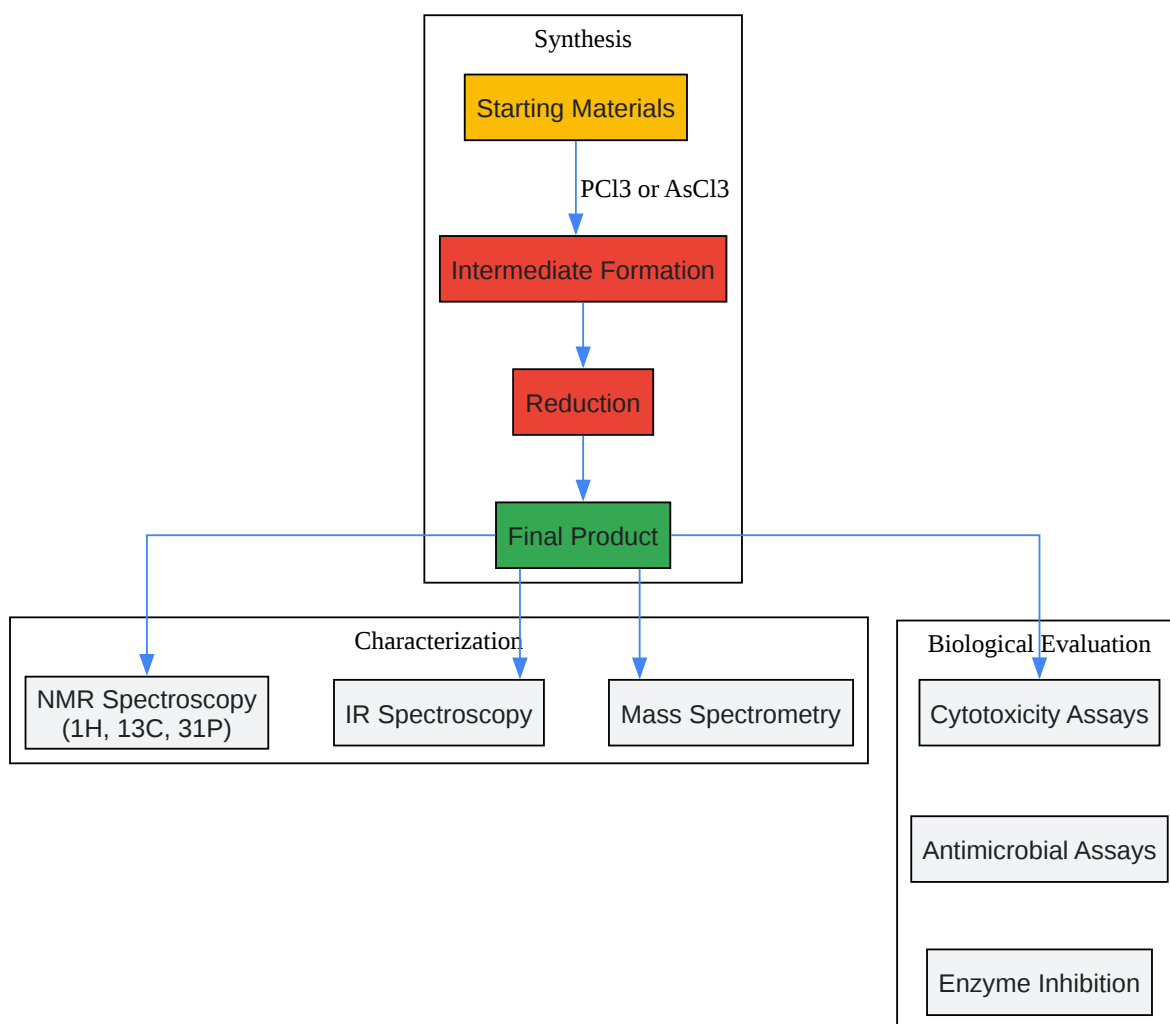 Synthesis
Starting Materials
PCl3 or AsCl3
Intermediate Formation
Reduction
Final Product
Characterization
NMR Spectroscopy
(1H, 13C, 31P)
IR Spectroscopy
Mass Spectrometry
Biological Evaluation
Cytotoxicity Assays
Antimicrobial Assays
Enzyme Inhibition